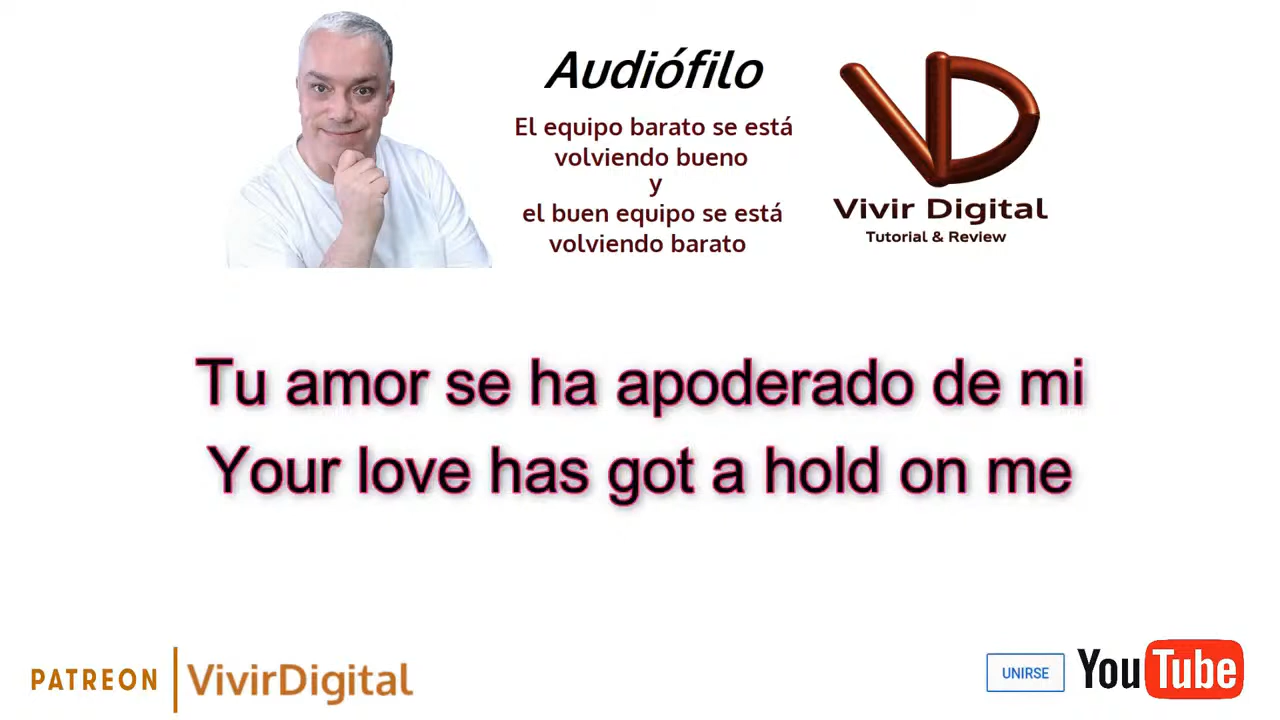 Audiófilo
El equipo barato se está
volviendo bueno
y
el buen equipo se está
volviendo barato
VD
Vivir Digital
Tutorial & Review
Tu amor se ha apoderado de mi
Your love has got a hold on me
PATREON
VivirDigital
UNIRSE
YouTube